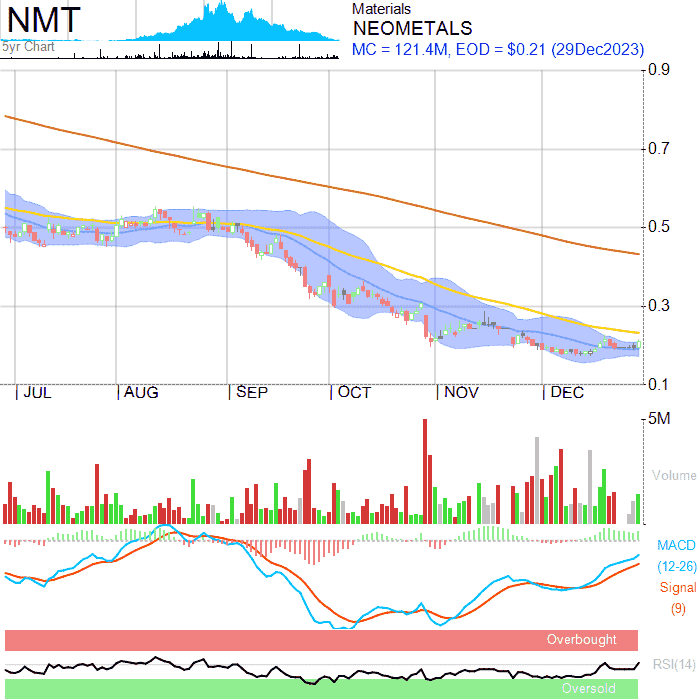 NMT
5yr Chart
Materials
NEOMETALS
MC = 121.4M, EOD = $0.21 (29Dec2023)
0.9
0.7
0.5
0.3
0.1
JUL AUG SEP OCT NOV DEC
5M
Volume
MACD
(12-26)
Signal
(9)
Overbought
RSI(14)
Oversold